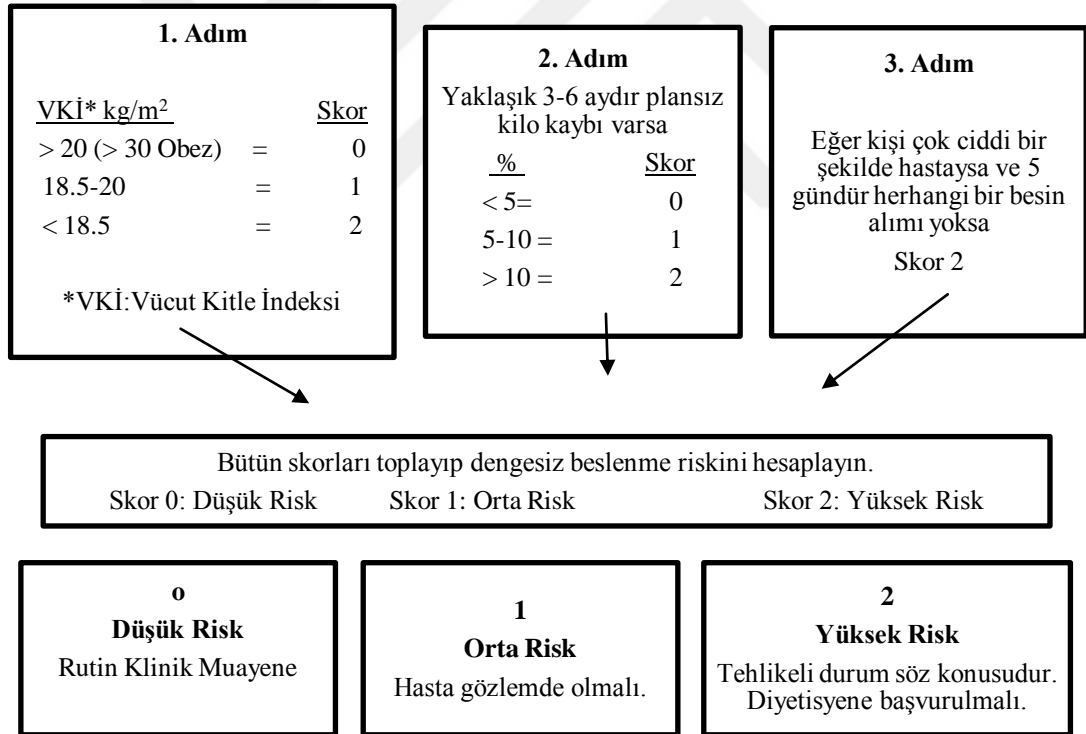 1. Adım
VKİ* kg/m² Skor
> 20 (> 30 Obez) = 0
18.5-20 = 1
< 18.5 = 2
*VKİ:Vücut Kitle İndeksi
2. Adım
Yaklaşık 3-6 aydır plansız
kilo kaybı varsa
% Skor
< 5= 0
5-10 = 1
> 10 = 2
3. Adım
Eğer kişi çok ciddi bir
şekilde hastaysa ve 5
gündür herhangi bir besin
alımı yoksa
Skor 2
Bütün skorları toplayıp dengesiz beslenme riskini hesaplayın.
Skor 0: Düşük Risk Skor 1: Orta Risk Skor 2: Yüksek Risk
o
Düşük Risk
Rutin Klinik Muayene
1
Orta Risk
Hasta gözlemde olmalı.
2
Yüksek Risk
Tehlikeli durum söz konusudur.
Diyetisyene başvurulmalı.